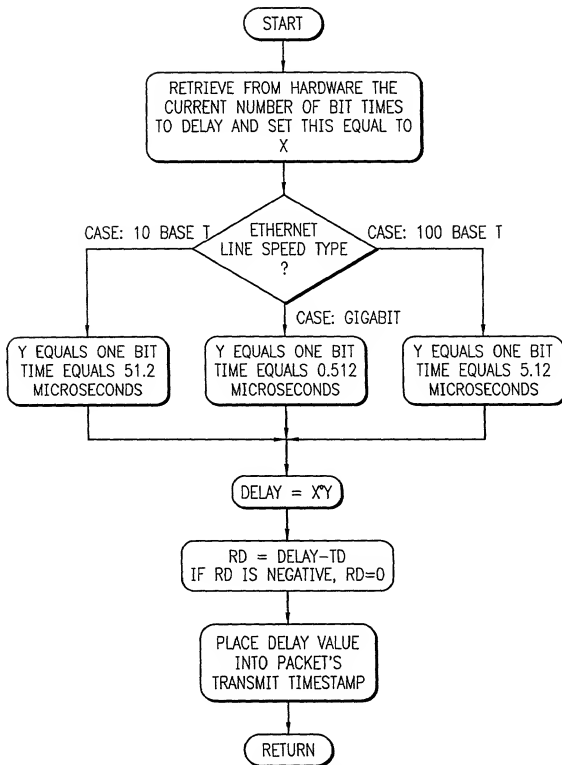 START
RETRIEVE FROM HARDWARE THE
CURRENT NUMBER OF BIT TIMES
TO DELAY AND SET THIS EQUAL TO
X
CASE: 10 BASE T
ETHERNET
LINE SPEED TYPE
?
CASE: 100 BASE T
CASE: GIGABIT
Y EQUALS ONE BIT
TIME EQUALS 51.2
MICROSECONDS
Y EQUALS ONE BIT
TIME EQUALS 0.512
MICROSECONDS
Y EQUALS ONE BIT
TIME EQUALS 5.12
MICROSECONDS
DELAY = X*Y
RD = DELAY-TD
IF RD IS NEGATIVE, RD=0
PLACE DELAY VALUE
INTO PACKET'S
TRANSMIT TIMESTAMP
RETURN